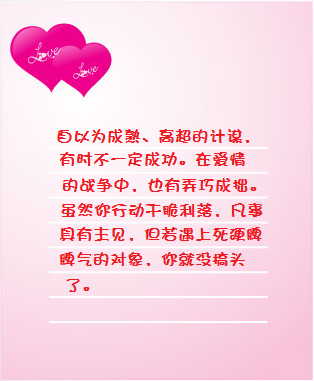 Love
Love
自以为成熟、高超的计谋，
有时不一定成功。在爱情
的战争中，也有弄巧成拙。
虽然你行动干脆利落，凡事
具有主见，但若遇上死硬脾
脾气的对象，你就没搞头
了。